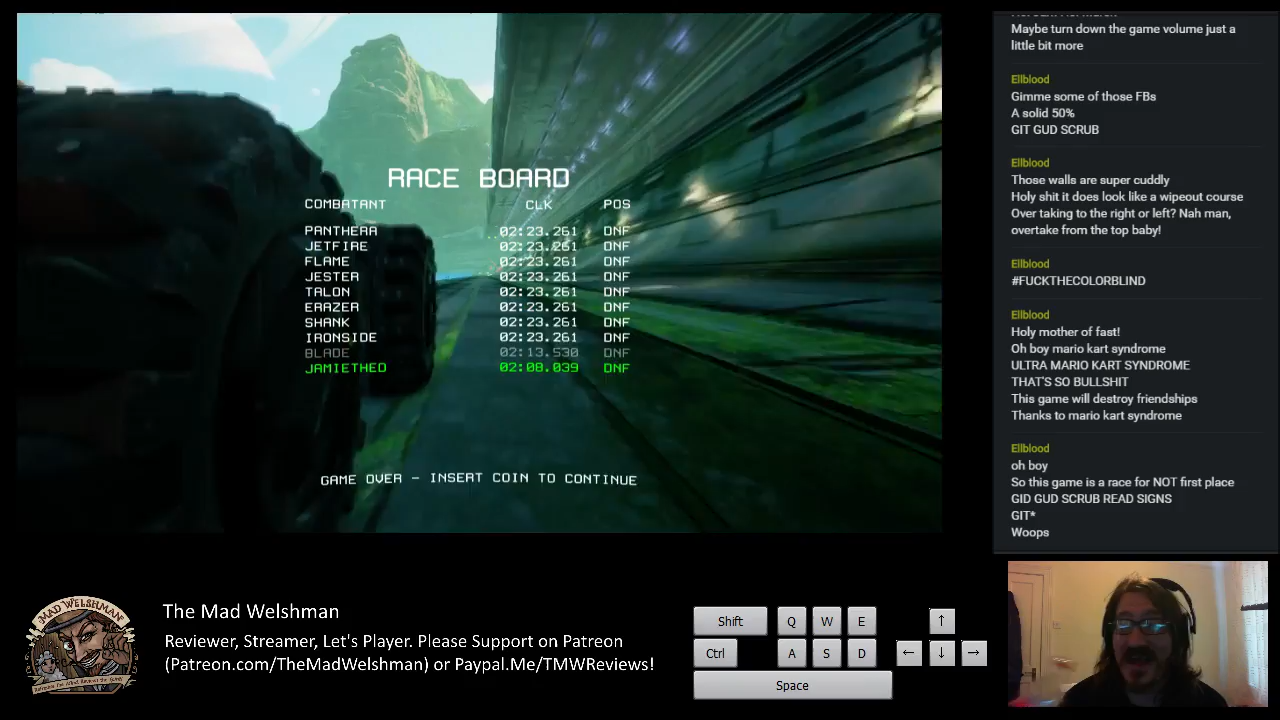 RACE BOARD
COMBATANT CLK POS
PANTHERA 02:23.261 DNF
JETFIRE 02:23.261 DNF
FLAME 02:23.261 DNF
JESTER 02:23.261 DNF
TALON 02:23.261 DNF
ERAZER 02:23.261 DNF
SHANK 02:23.261 DNF
IRONSIDE 02:23.261 DNF
BLADE 02:13.530 DNF
JAMIETHED 02:08.039 DNF
GAME OVER - INSERT COIN TO CONTINUE
Maybe turn down the game volume just a
little bit more
Ellblood
Gimme some of those FBs
A solid 50%
GIT GUD SCRUB
Ellblood
Those walls are super cuddly
Holy shit it does look like a wipeout course
Over taking to the right or left? Nah man,
overtake from the top baby!
Ellblood
#FUCKTHECOLORBLIND
Ellblood
Holy mother of fast!
Oh boy mario kart syndrome
ULTRA MARIO KART SYNDROME
THAT'S SO BULLSHIT
This game will destroy friendships
Thanks to mario kart syndrome
Ellblood
oh boy
So this game is a race for NOT first place
GID GUD SCRUB READ SIGNS
GIT*
Woops
MAD WELSHMAN
The Mad Welshman
Reviewer, Streamer, Let's Player. Please Support on Patreon
(Patreon.com/TheMadWelshman) or Paypal.Me/TMWReviews!
Shift Q W E ↑
Ctrl A S D ← ↓ →
Space